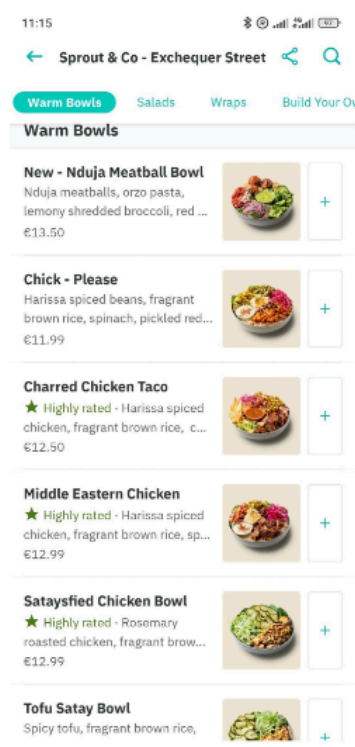 11:15
Sprout & Co - Exchequer Street
Warm Bowls Salads Wraps Build Your Ow
Warm Bowls
New - Nduja Meatball Bowl
Nduja meatballs, orzo pasta,
lemony shredded broccoli, red ...
€13.50
+
Chick - Please
Harissa spiced beans, fragrant
brown rice, spinach, pickled red...
€11.99
+
Charred Chicken Taco
★ Highly rated - Harissa spiced
chicken, fragrant brown rice, c...
€12.50
+
Middle Eastern Chicken
★ Highly rated - Harissa spiced
chicken, fragrant brown rice, sp...
€12.99
+
Sataysfied Chicken Bowl
★ Highly rated - Rosemary
roasted chicken, fragrant brow...
€12.99
+
Tofu Satay Bowl
Spicy tofu, fragrant brown rice,
+